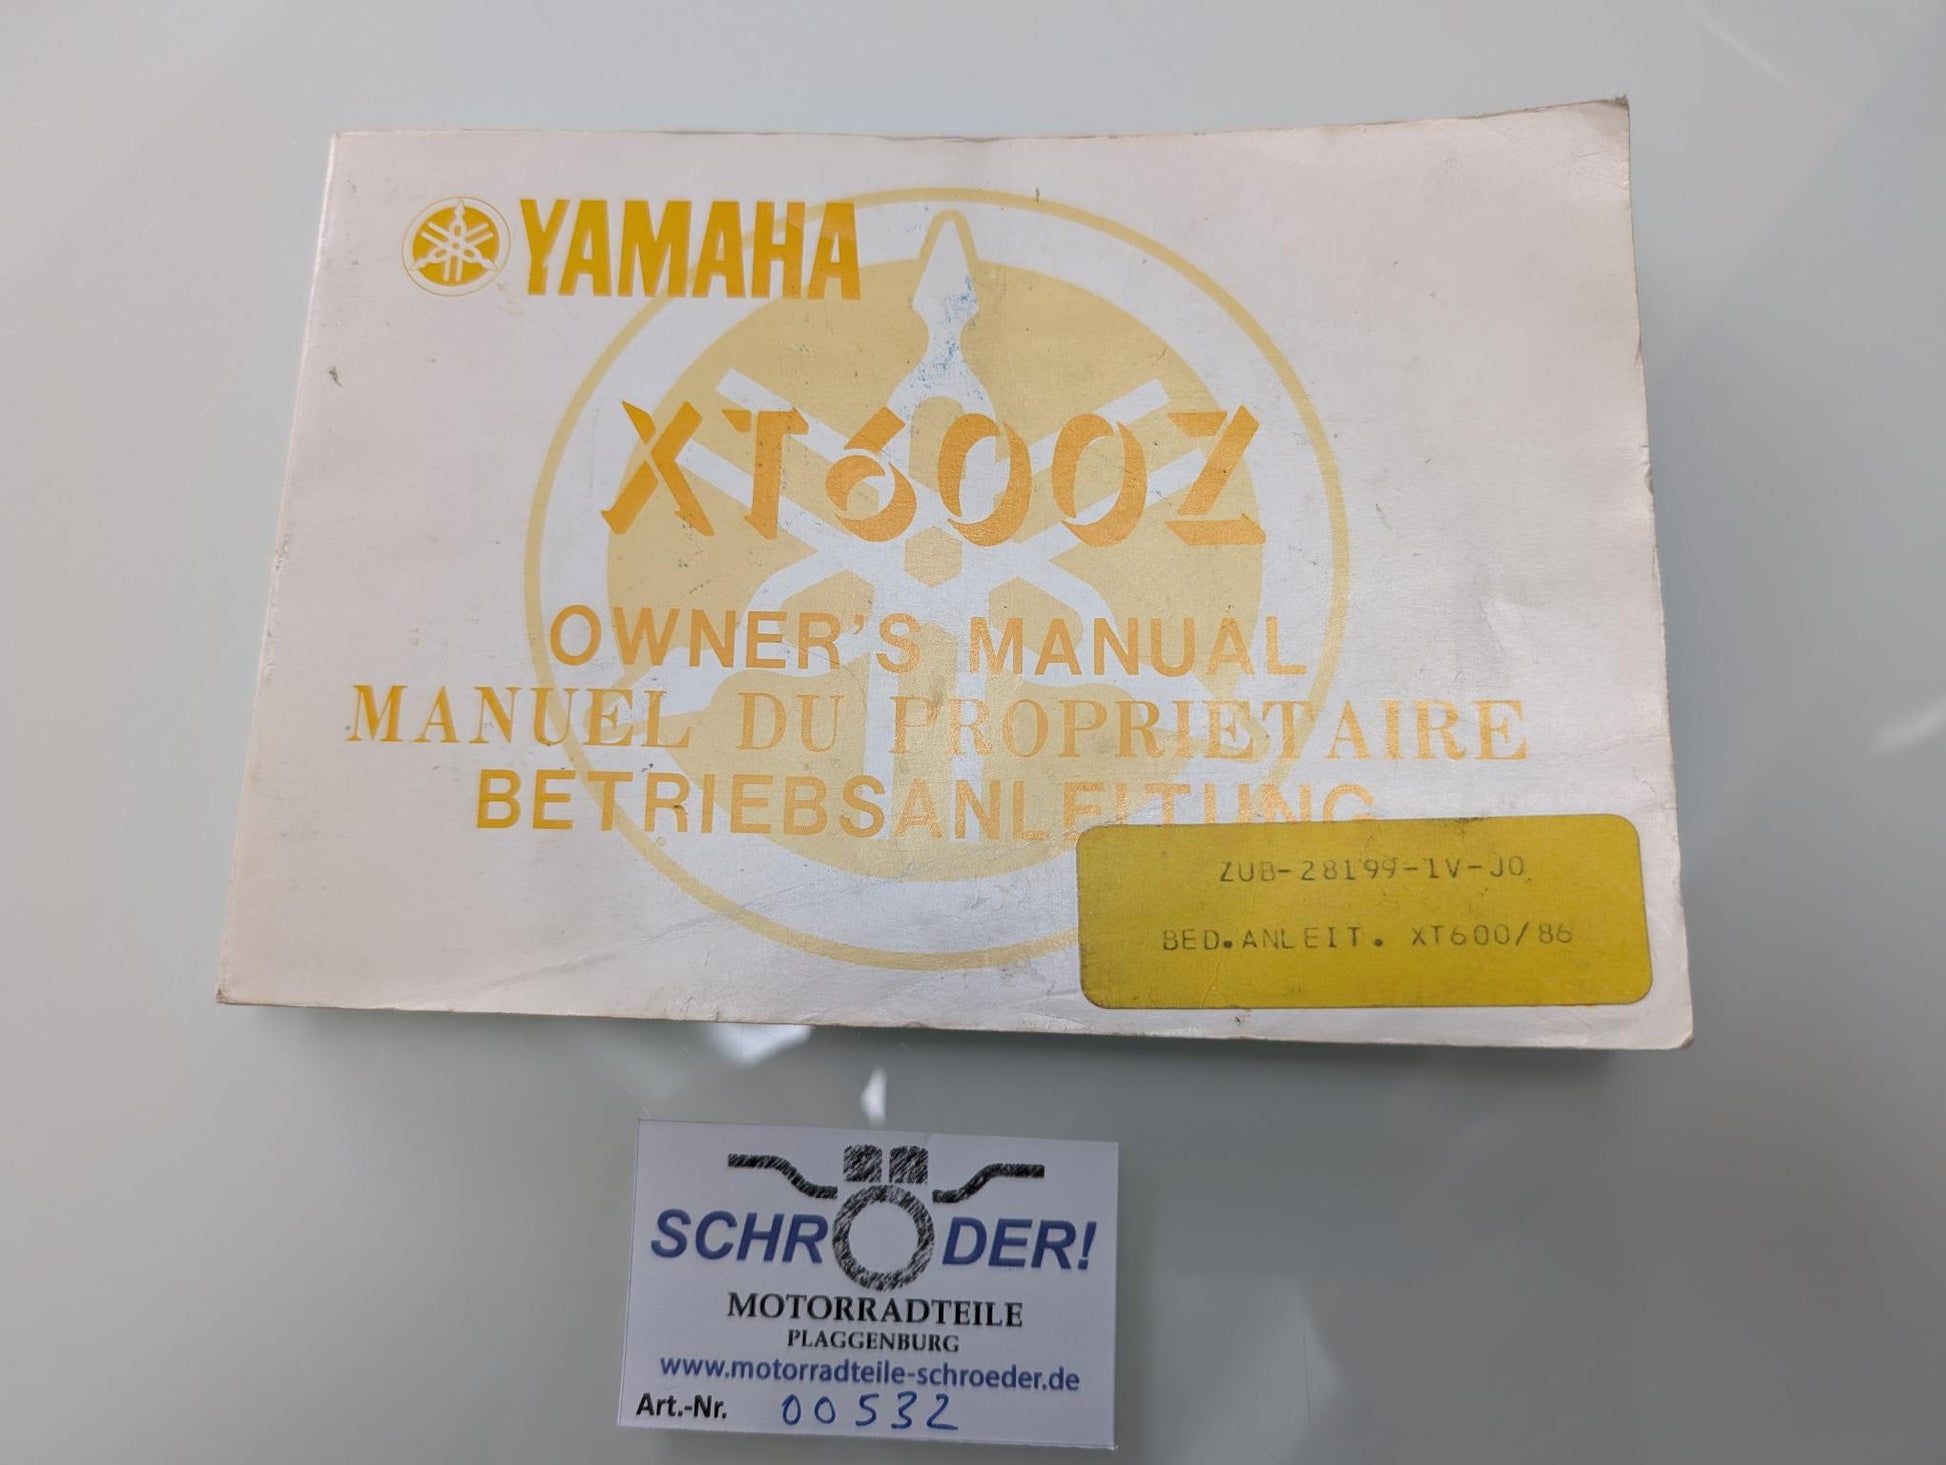 YAMAHA
XT600Z
OWNER'S MANUAL
MANUEL DU PROPRIETAIRE
BETRIEBSANLEITUNG
ZUB-28199-1V-J0
BED.ANLEIT. XT600/86
SCHRÖDER!
MOTORRADTEILE
PLAGGENBURG
www.motorradteile-schroeder.de
Art.-Nr. 00532